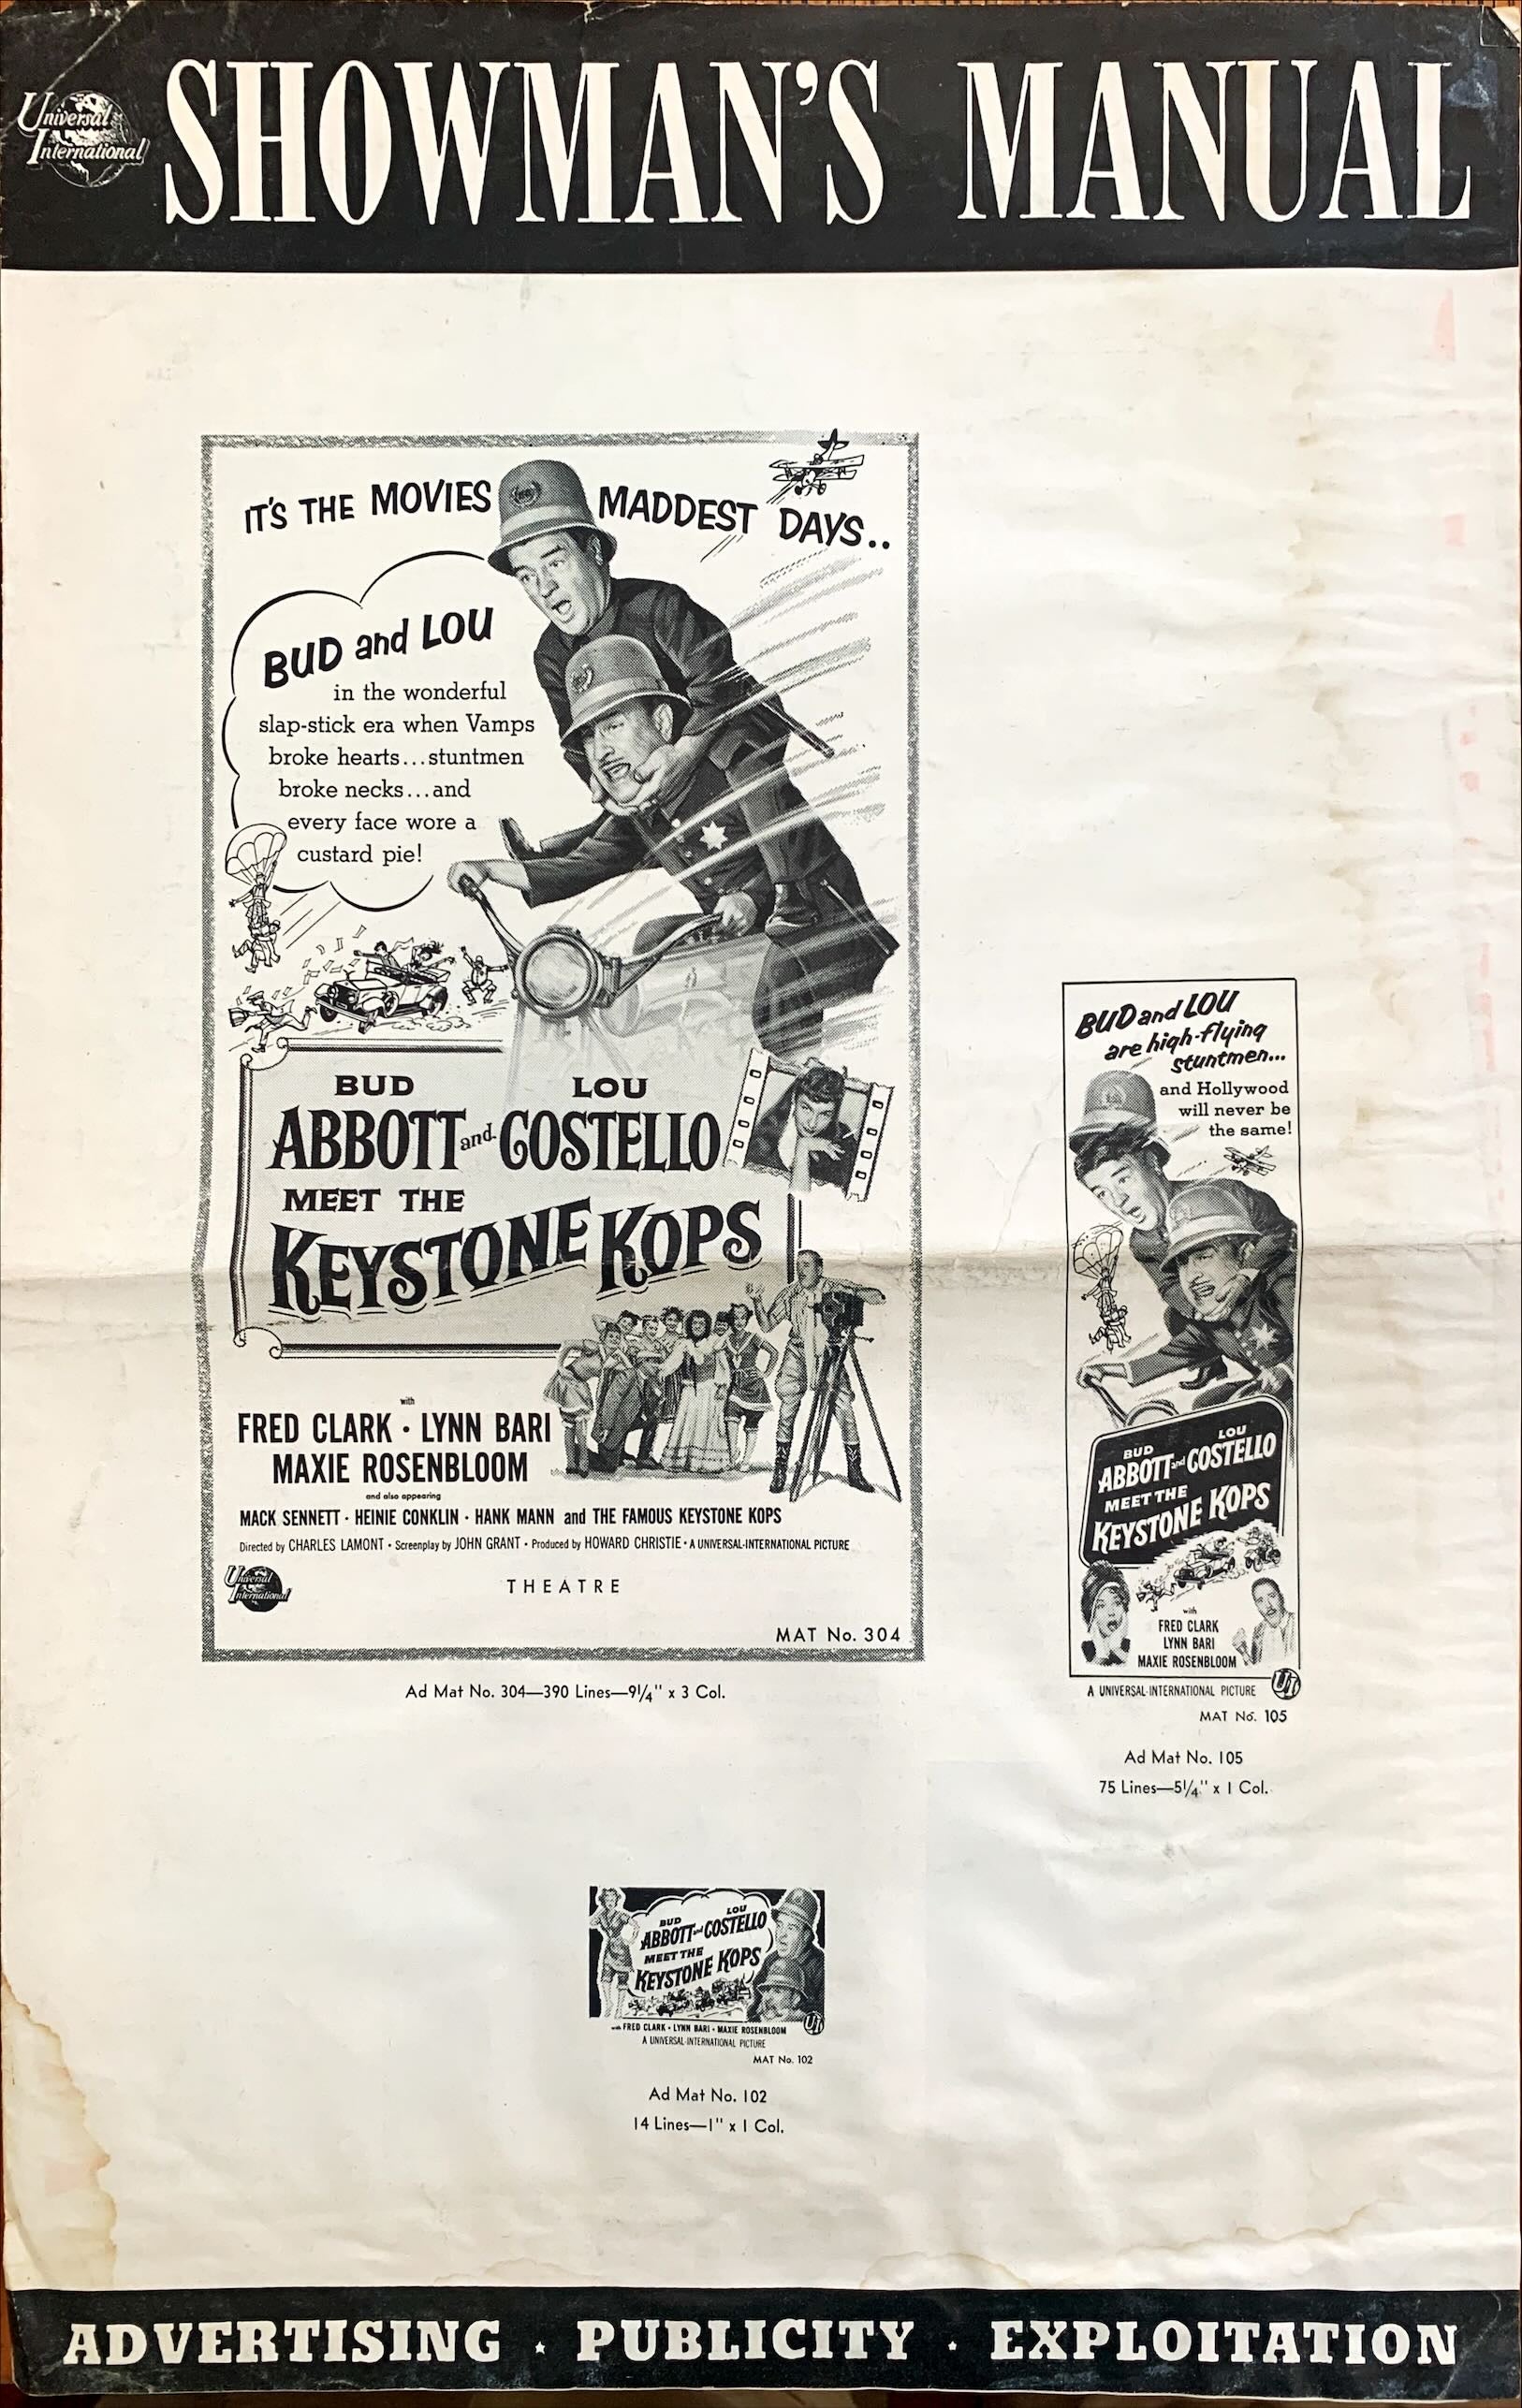 Universal
International
SHOWMAN'S MANUAL
IT'S THE MOVIES MADDEST DAYS..
BUD and LOU
in the wonderful
slap-stick era when Vamps
broke hearts...stuntmen
broke necks...and
every face wore a
custard pie!
BUD LOU
ABBOTT and COSTELLO
MEET THE
KEYSTONE KOPS
with
FRED CLARK · LYNN BARI
MAXIE ROSENBLOOM
and also appearing
MACK SENNETT · HEINIE CONKLIN · HANK MANN and THE FAMOUS KEYSTONE KOPS
Directed by CHARLES LAMONT · Screenplay by JOHN GRANT · Produced by HOWARD CHRISTIE · A UNIVERSAL-INTERNATIONAL PICTURE
Universal
International
THEATRE
MAT No. 304
Ad Mat No. 304—390 Lines—9 1/4" x 3 Col.
BUD and LOU
are high-flying
stuntmen...
and Hollywood
will never be
the same!
BUD LOU
ABBOTT and COSTELLO
MEET THE
KEYSTONE KOPS
with
FRED CLARK
LYNN BARI
MAXIE ROSENBLOOM
A UNIVERSAL-INTERNATIONAL PICTURE
UI
MAT No. 105
Ad Mat No. 105
75 Lines—5 1/4" x 1 Col.
BUD LOU
ABBOTT and COSTELLO
MEET THE
KEYSTONE KOPS
with FRED CLARK · LYNN BARI · MAXIE ROSENBLOOM
UI
A UNIVERSAL-INTERNATIONAL PICTURE
MAT No. 102
Ad Mat No. 102
14 Lines—1" x 1 Col.
ADVERTISING · PUBLICITY · EXPLOITATION